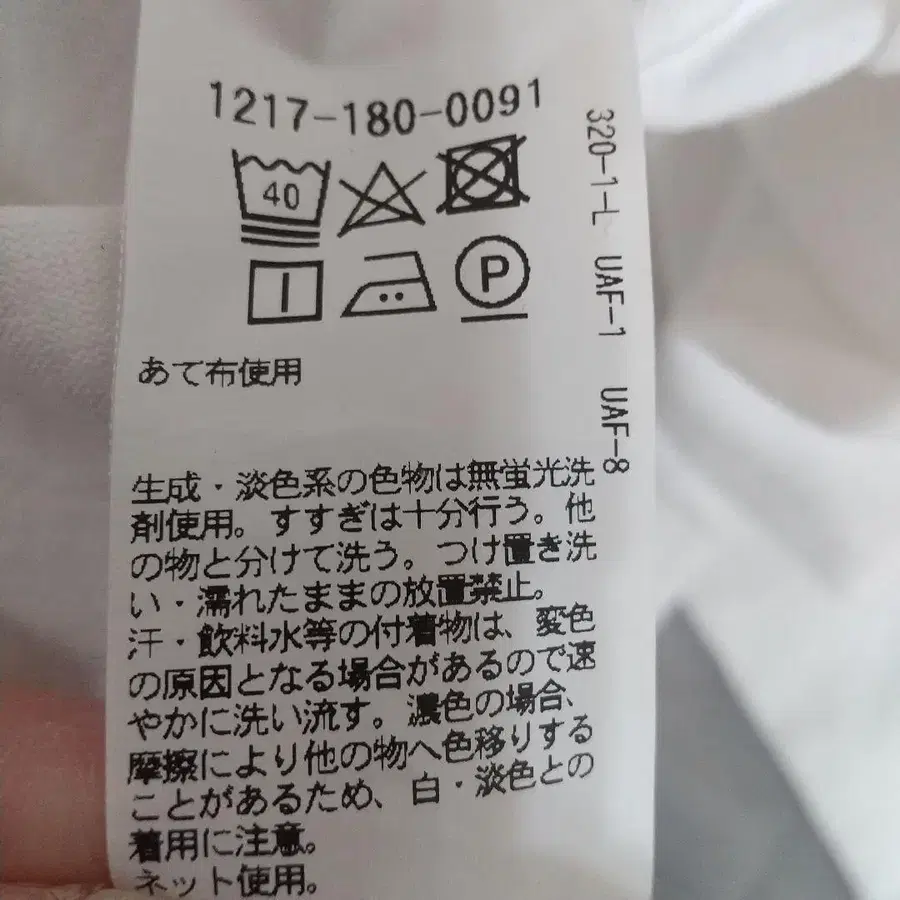 1217-180-0091
320-1-L UAF-1 UAF-8
40
P
あて布使用
生成・淡色系の色物は無蛍光洗
剤使用。すすぎは十分行う。他
の物と分けて洗う。つけ置き洗
い・濡れたままの放置禁止。
汗・飲料水等の付着物は、変色
の原因となる場合があるので速
やかに洗い流す。濃色の場合、
摩擦により他の物へ色移りする
ことがあるため、白・淡色との
着用に注意。
ネット使用。